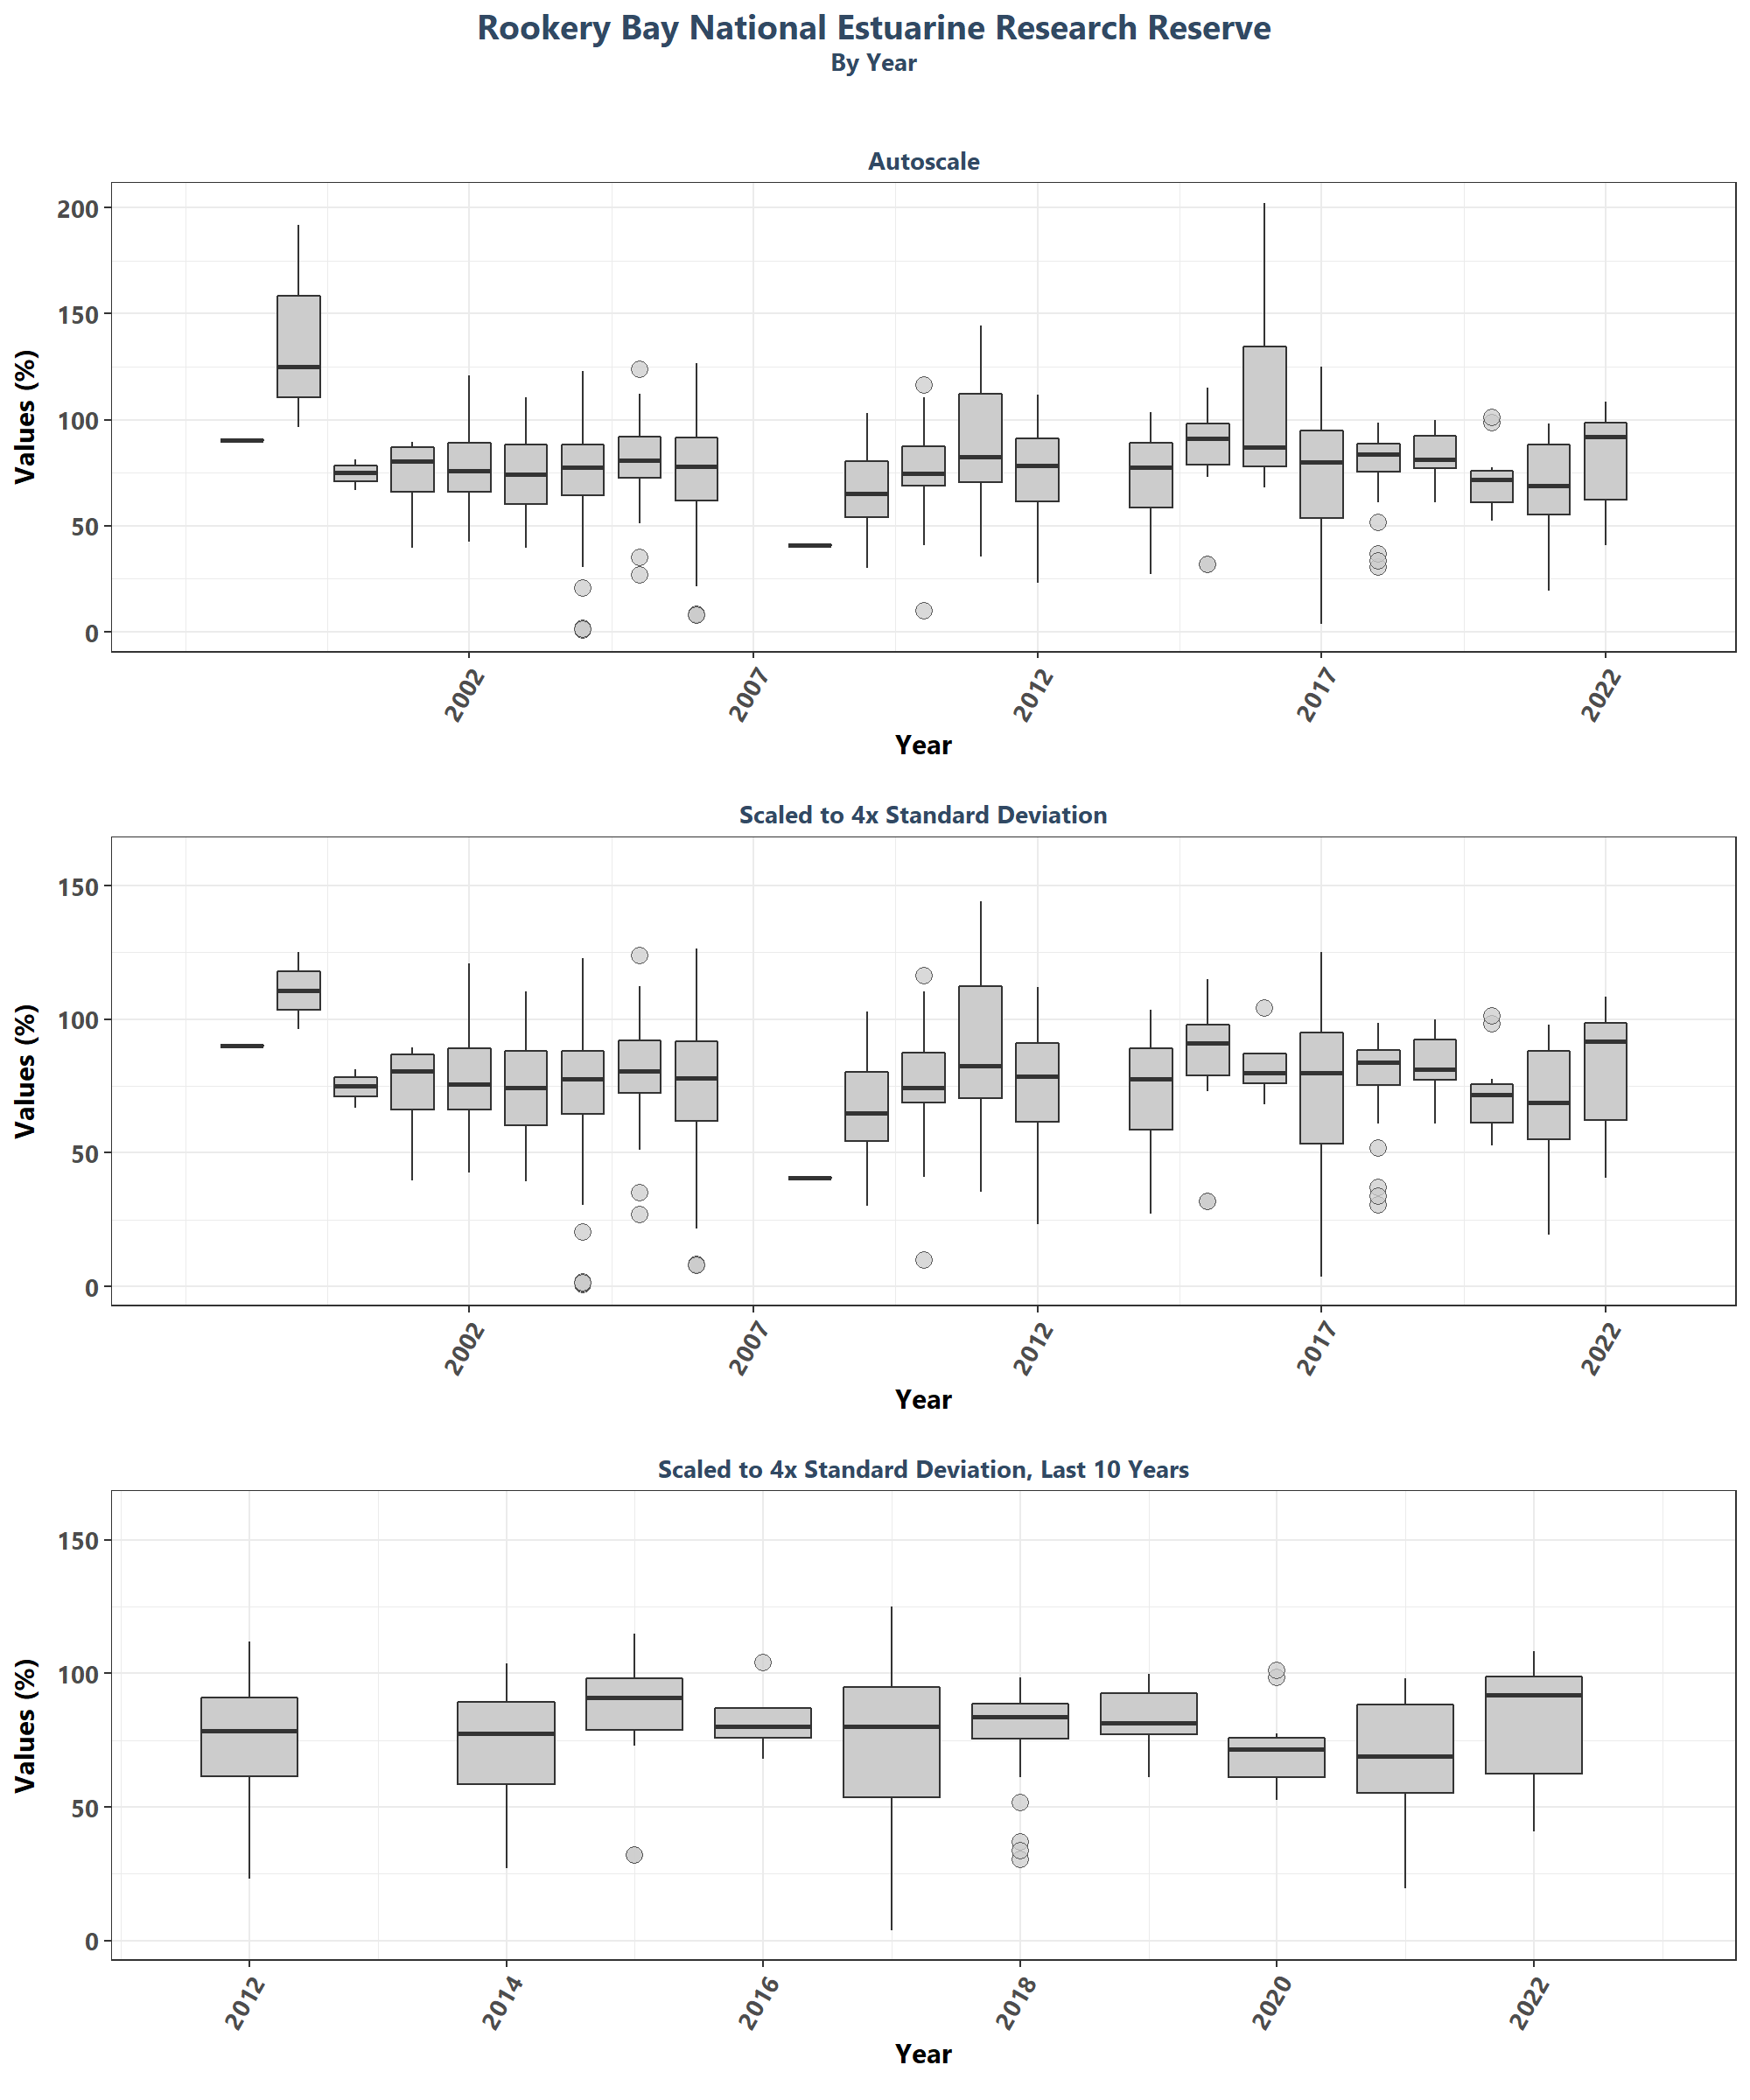 Rookery Bay National Estuarine Research Reserve
By Year
Autoscale
Values (%)
200
150
100
50
0
2002 2007 2012 2017 2022
Year
Scaled to 4x Standard Deviation
Values (%)
150
100
50
0
2002 2007 2012 2017 2022
Year
Scaled to 4x Standard Deviation, Last 10 Years
Values (%)
150
100
50
0
2012 2014 2016 2018 2020 2022
Year